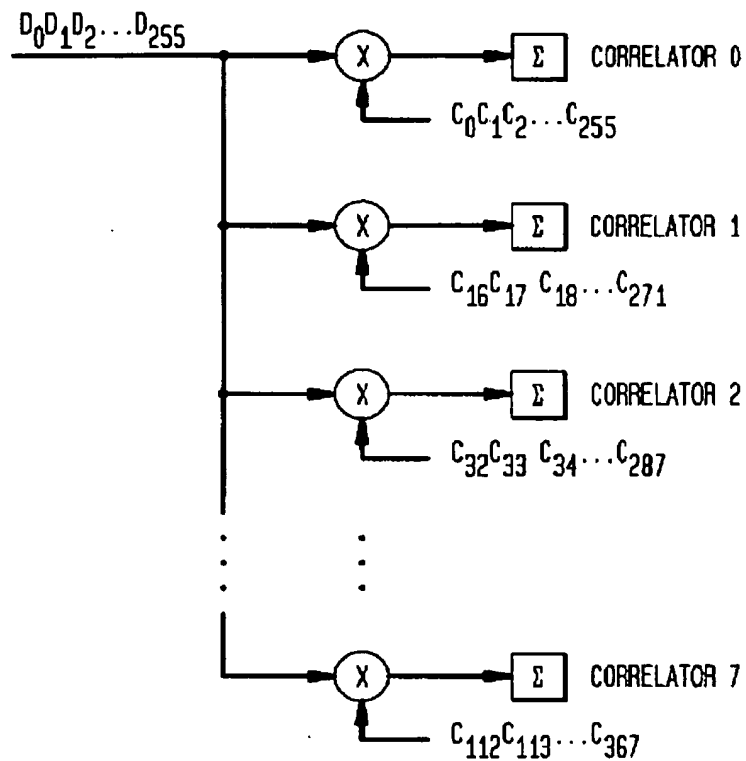 D₀D₁D₂...D₂₅₅
X Σ CORRELATOR 0
C₀C₁C₂...C₂₅₅
X Σ CORRELATOR 1
C₁₆C₁₇ C₁₈...C₂₇₁
X Σ CORRELATOR 2
C₃₂C₃₃ C₃₄...C₂₈₇
X Σ CORRELATOR 7
C₁₁₂C₁₁₃...C₃₆₇